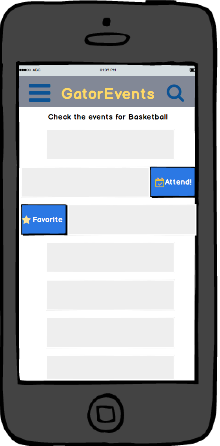 GatorEvents
Check the events for Basketball
Attend!
Favorite